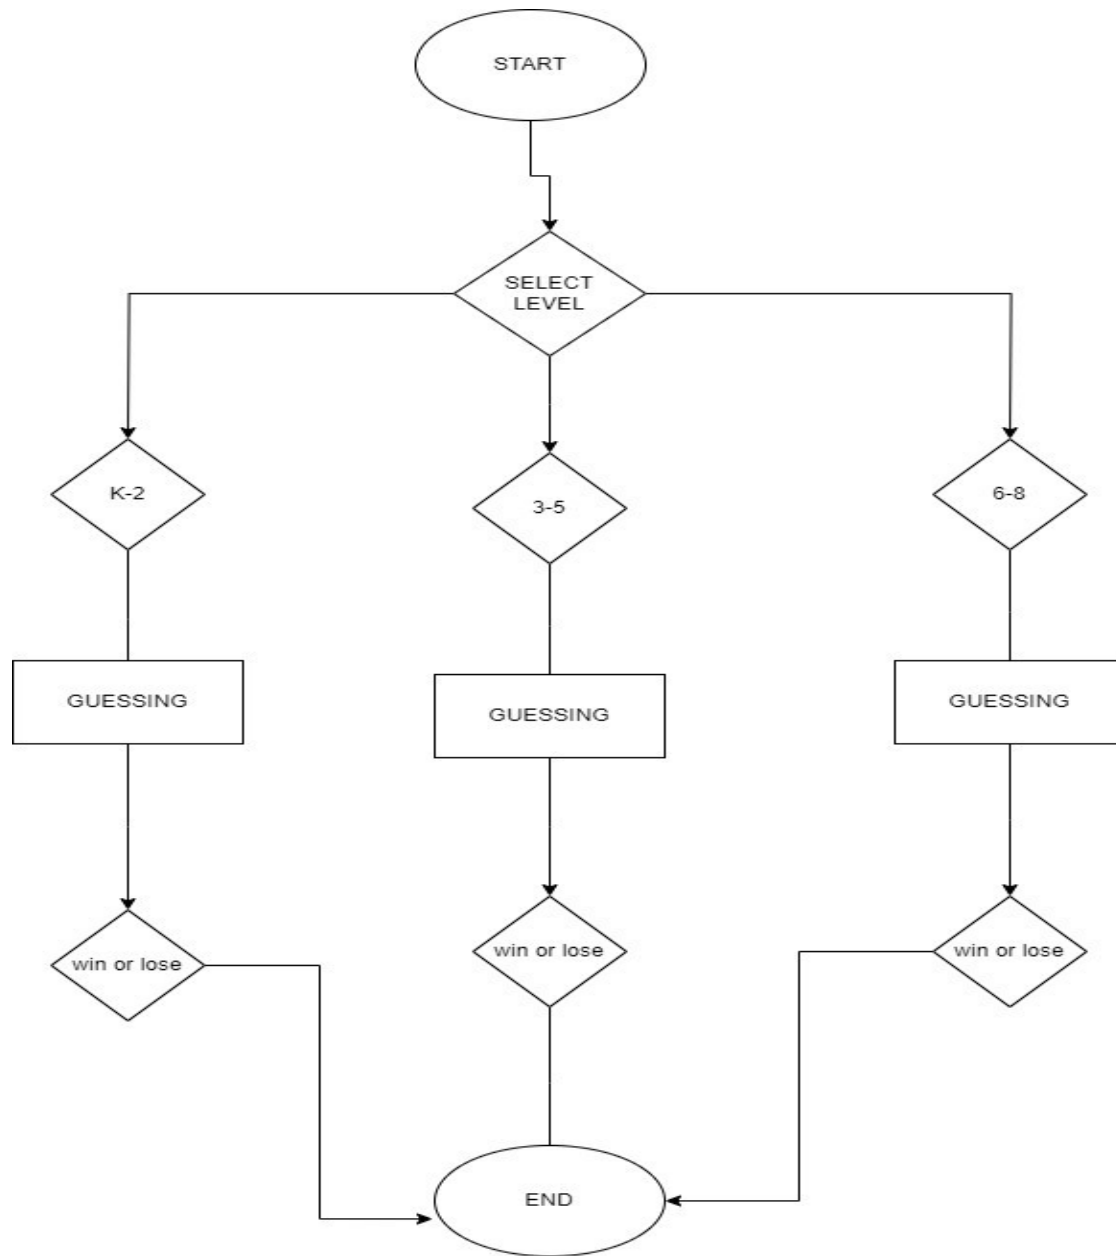 START
SELECT
LEVEL
K-2
3-5
6-8
GUESSING
GUESSING
GUESSING
win or lose
win or lose
win or lose
END